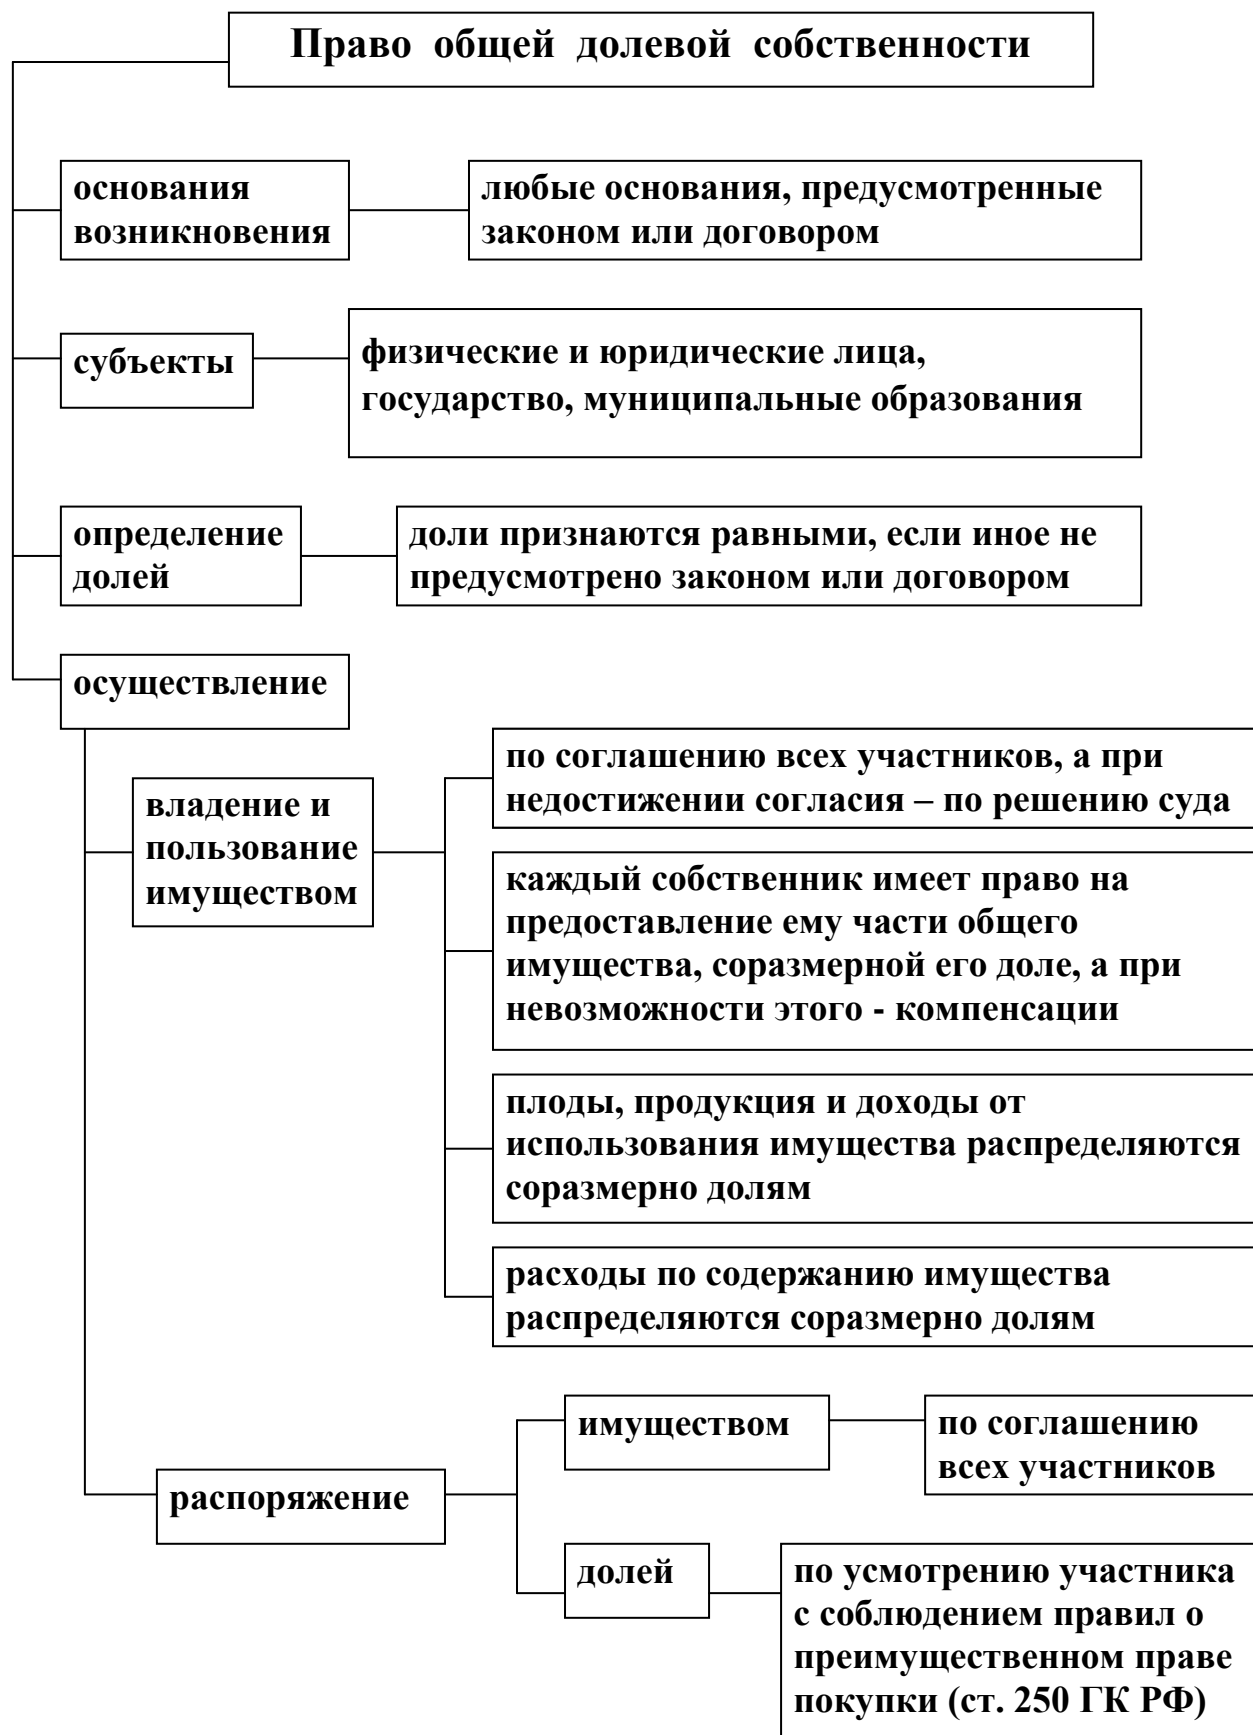 Право общей долевой собственности
основания
возникновения
любые основания, предусмотренные
законом или договором
субъекты
физические и юридические лица,
государство, муниципальные образования
определение
долей
доли признаются равными, если иное не
предусмотрено законом или договором
осуществление
владение и
пользование
имуществом
по соглашению всех участников, а при
недостижении согласия – по решению суда
каждый собственник имеет право на
предоставление ему части общего
имущества, соразмерной его доле, а при
невозможности этого - компенсации
плоды, продукция и доходы от
использования имущества распределяются
соразмерно долям
расходы по содержанию имущества
распределяются соразмерно долям
распоряжение
имуществом
по соглашению
всех участников
долей
по усмотрению участника
с соблюдением правил о
преимущественном праве
покупки (ст. 250 ГК РФ)